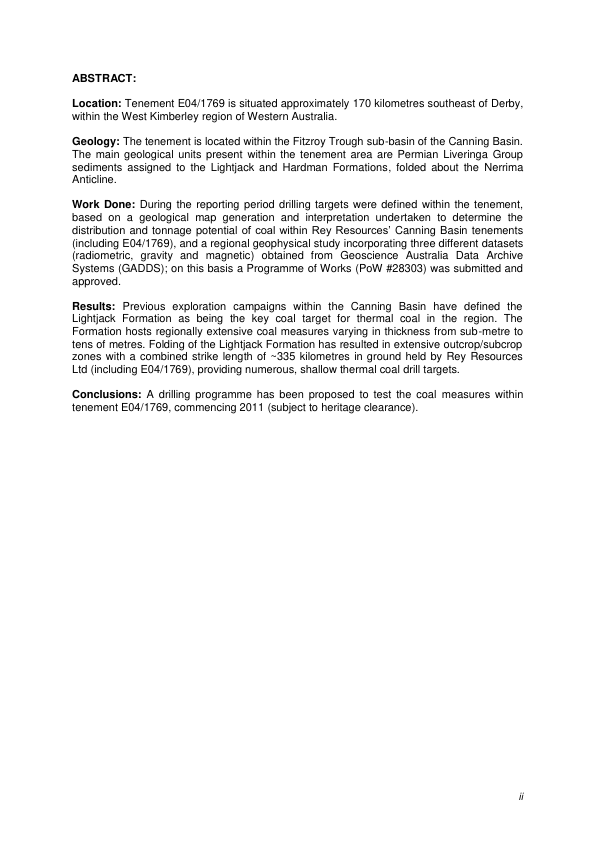 ABSTRACT:
Location: Tenement E04/1769 is situated approximately 170 kilometres southeast of Derby,
within the West Kimberley region of Western Australia.
Geology: The tenement is located within the Fitzroy Trough sub-basin of the Canning Basin.
The main geological units present within the tenement area are Permian Liveringa Group
sediments assigned to the Lightjack and Hardman Formations, folded about the Nerrima
Anticline.
Work Done: During the reporting period drilling targets were defined within the tenement,
based on a geological map generation and interpretation undertaken to determine the
distribution and tonnage potential of coal within Rey Resources' Canning Basin tenements
(including E04/1769), and a regional geophysical study incorporating three different datasets
(radiometric, gravity and magnetic) obtained from Geoscience Australia Data Archive
Systems (GADDS); on this basis a Programme of Works (PoW #28303) was submitted and
approved.
Results: Previous exploration campaigns within the Canning Basin have defined the
Lightjack Formation as being the key coal target for thermal coal in the region. The
Formation hosts regionally extensive coal measures varying in thickness from sub-metre to
tens of metres. Folding of the Lightjack Formation has resulted in extensive outcrop/subcrop
zones with a combined strike length of ~335 kilometres in ground held by Rey Resources
Ltd (including E04/1769), providing numerous, shallow thermal coal drill targets.
Conclusions: A drilling programme has been proposed to test the coal measures within
tenement E04/1769, commencing 2011 (subject to heritage clearance).
ii